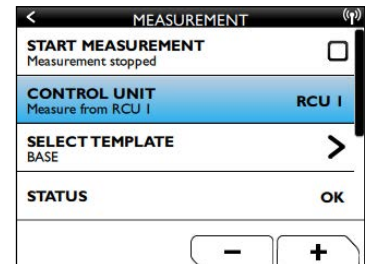 MEASUREMENT
START MEASUREMENT
Measurement stopped
CONTROL UNIT
Measure from RCU 1
RCU 1
SELECT TEMPLATE
BASE
STATUS
OK
− +